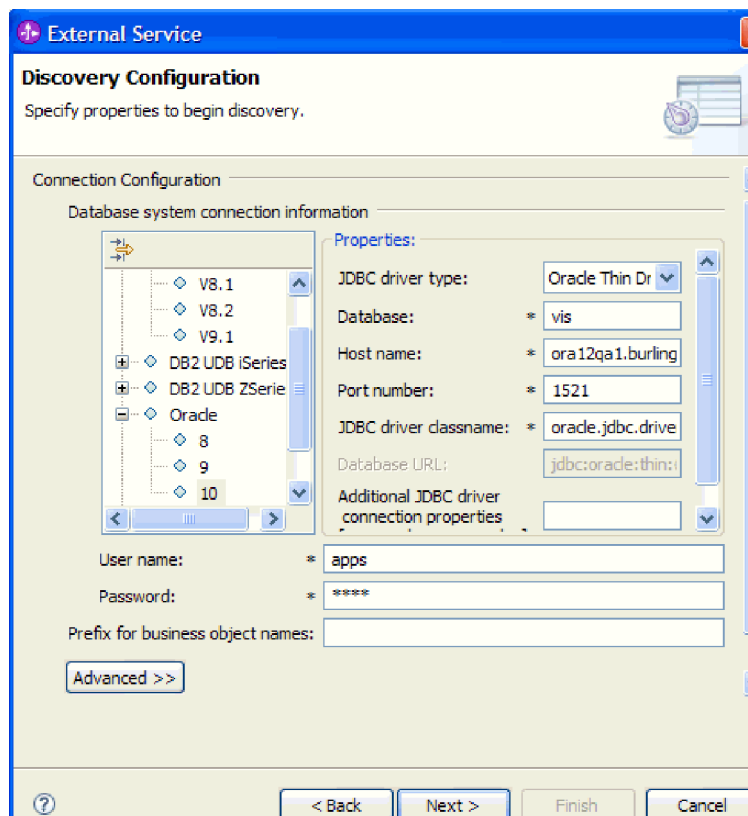 External Service
Discovery Configuration
Specify properties to begin discovery.
Connection Configuration
Database system connection information
V8.1
V8.2
V9.1
DB2 UDB iSeries
DB2 UDB ZSerie
Oracle
8
9
10
Properties:
JDBC driver type: Oracle Thin Dr
Database: * vis
Host name: * ora12qa1.burling
Port number: * 1521
JDBC driver classname: * oracle.jdbc.drive
Database URL: jdbc:oracle:thin:
Additional JDBC driver
connection properties
User name: * apps
Password: * ****
Prefix for business object names:
Advanced >>
< Back Next > Finish Cancel